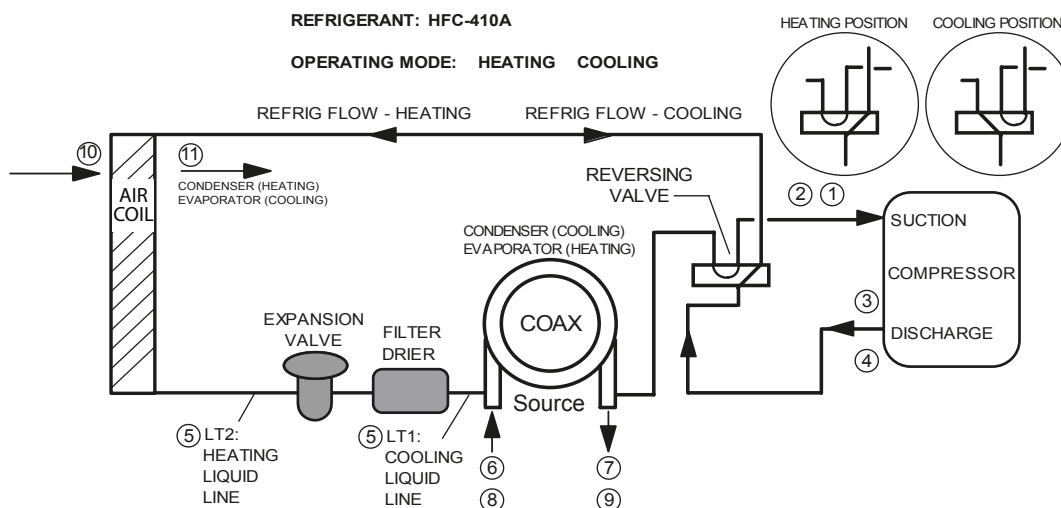 REFRIGERANT: HFC-410A
OPERATING MODE: HEATING COOLING
HEATING POSITION
COOLING POSITION
REFRIG FLOW - HEATING
REFRIG FLOW - COOLING
10
11
CONDENSER (HEATING)
EVAPORATOR (COOLING)
AIR
COIL
REVERSING
VALVE
2 1
SUCTION
COMPRESSOR
3
DISCHARGE
4
CONDENSER (COOLING)
EVAPORATOR (HEATING)
COAX
Source
EXPANSION
VALVE
FILTER
DRIER
5 LT2:
HEATING
LIQUID
LINE
5 LT1:
COOLING
LIQUID
LINE
6
8
7
9